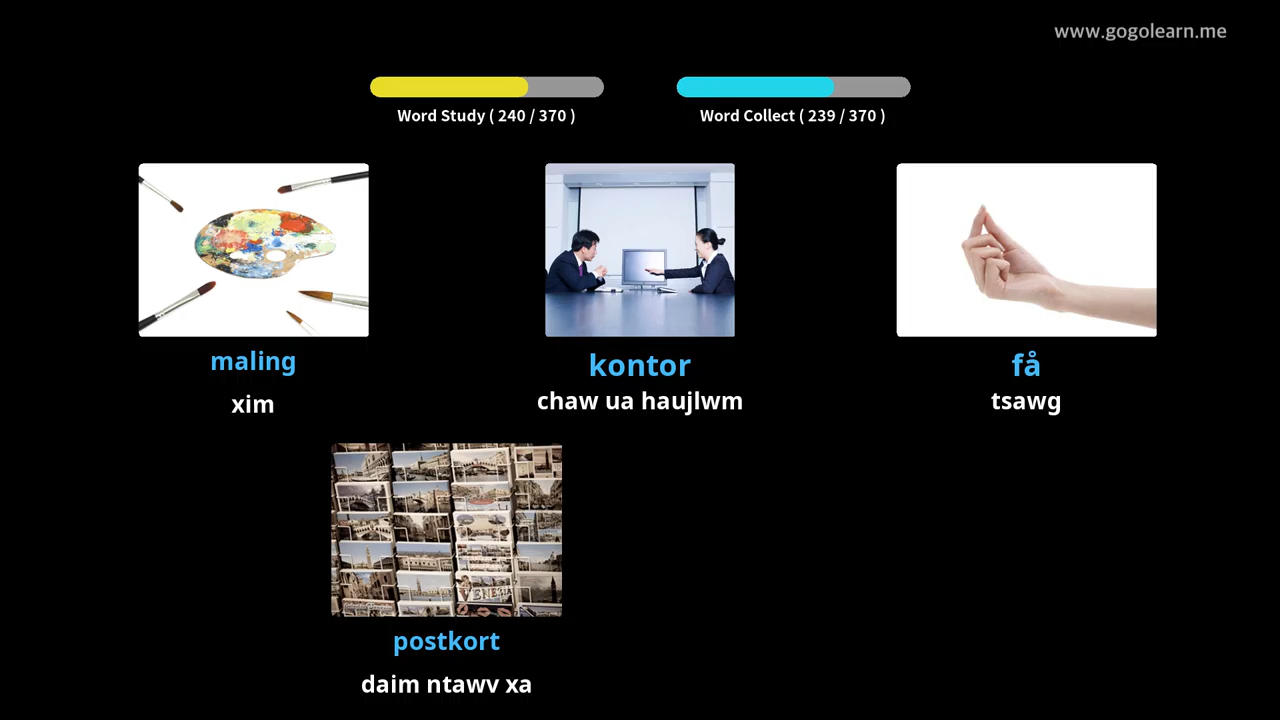 www.gogolearn.me
Word Study ( 240 / 370 )
Word Collect ( 239 / 370 )
maling
xim
kontor
chaw ua haujlwm
få
tsawg
VENEZIA
postkort
daim ntawv xa